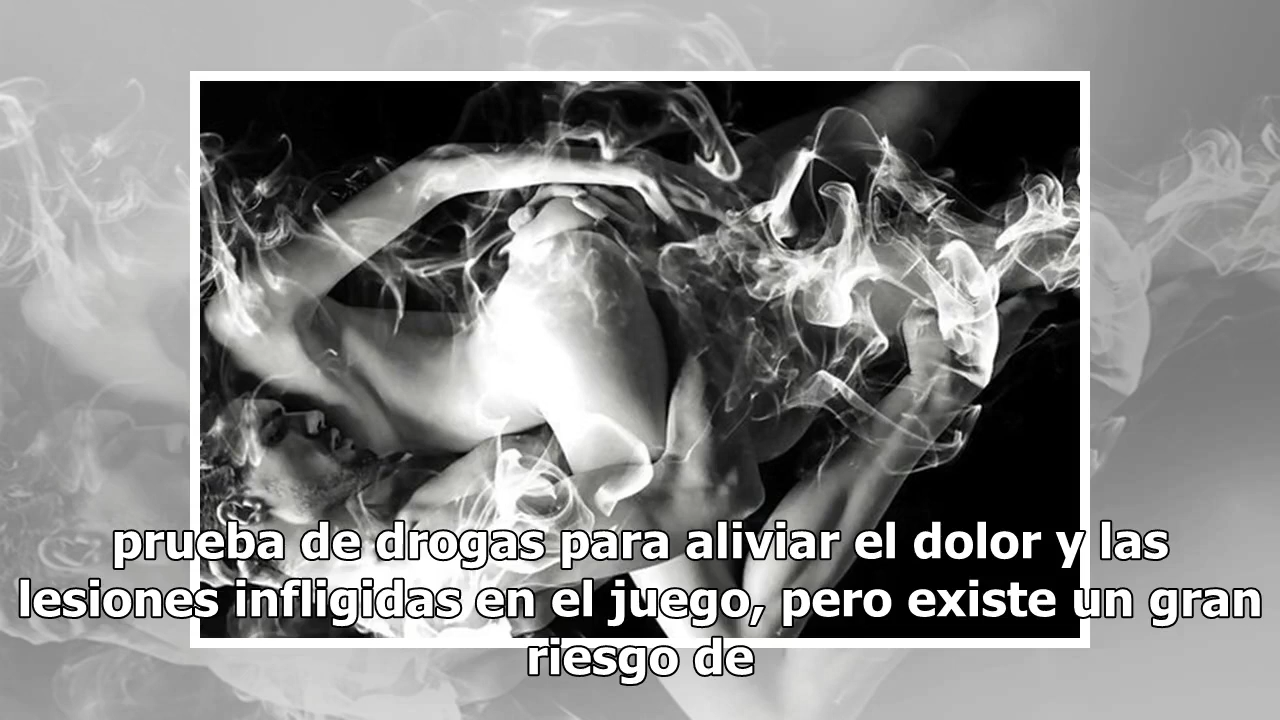 prueba de drogas para aliviar el dolor y las
lesiones infligidas en el juego, pero existe un gran
riesgo de